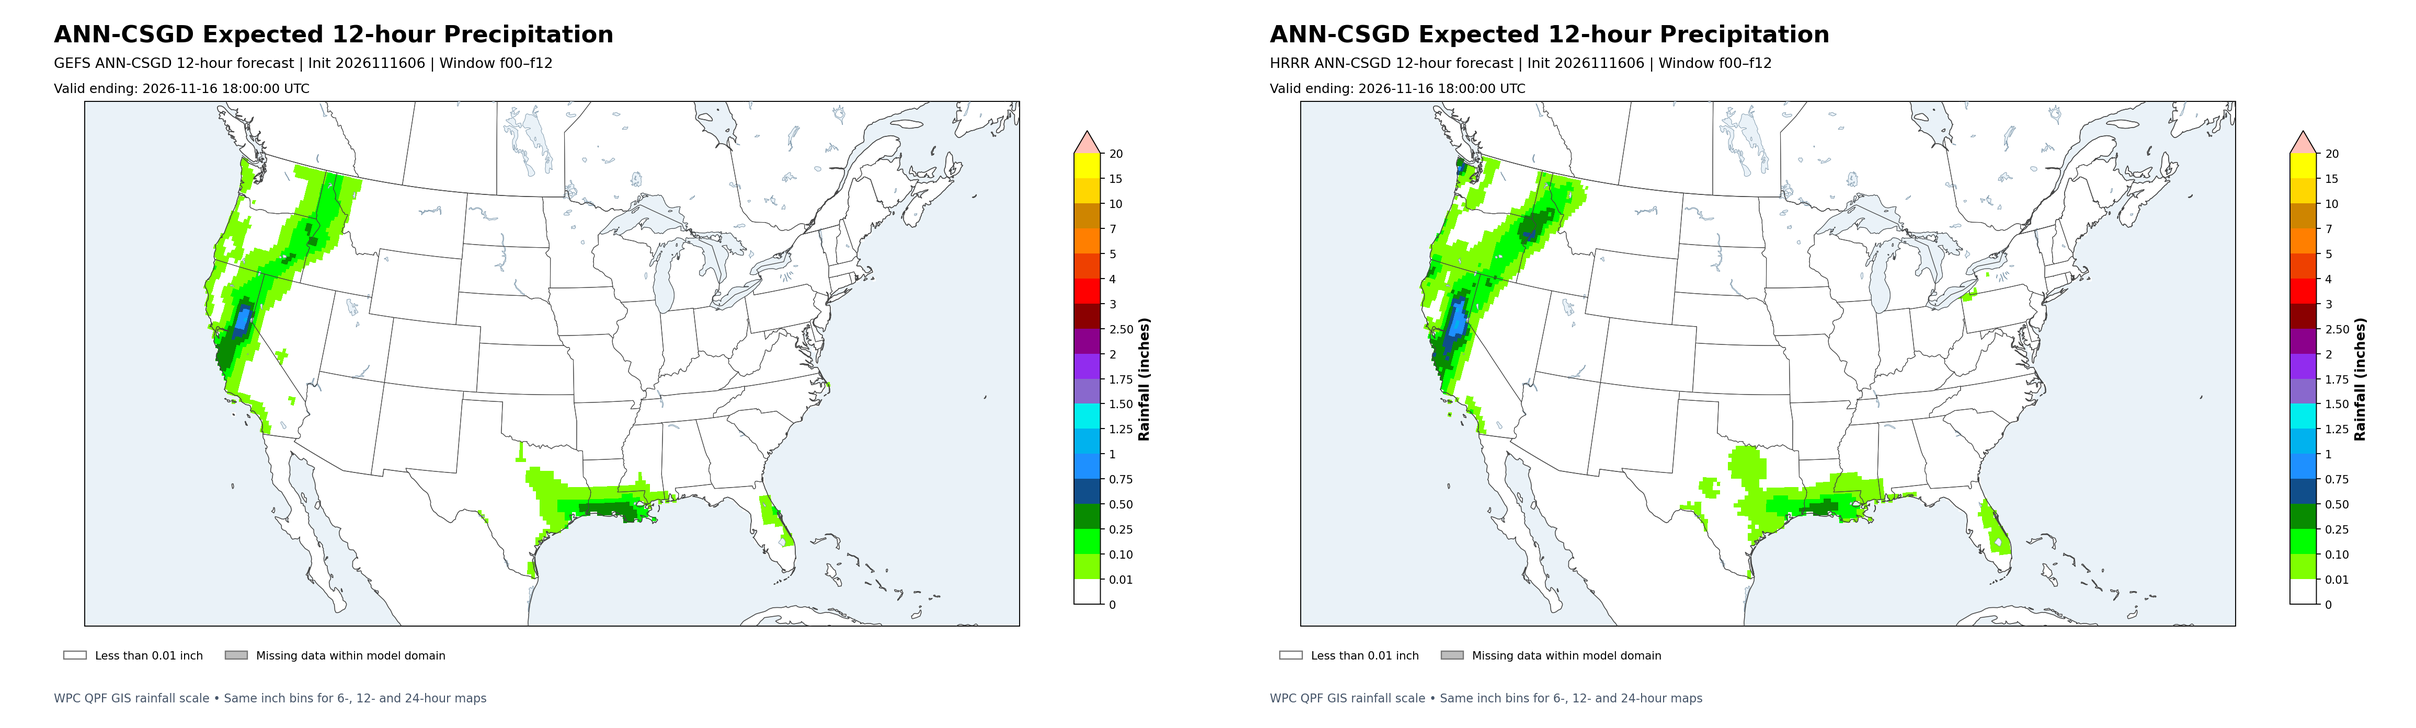 ANN-CSGD Expected 12-hour Precipitation
GEFS ANN-CSGD 12-hour forecast | Init 2026111606 | Window f00–f12
Valid ending: 2026-11-16 18:00:00 UTC
20
15
10
7
5
4
3
2.50
2
1.75
1.50
1.25
1
0.75
0.50
0.25
0.10
0.01
0
Rainfall (inches)
Less than 0.01 inch
Missing data within model domain
WPC QPF GIS rainfall scale • Same inch bins for 6-, 12- and 24-hour maps
ANN-CSGD Expected 12-hour Precipitation
HRRR ANN-CSGD 12-hour forecast | Init 2026111606 | Window f00–f12
Valid ending: 2026-11-16 18:00:00 UTC
20
15
10
7
5
4
3
2.50
2
1.75
1.50
1.25
1
0.75
0.50
0.25
0.10
0.01
0
Rainfall (inches)
Less than 0.01 inch
Missing data within model domain
WPC QPF GIS rainfall scale • Same inch bins for 6-, 12- and 24-hour maps